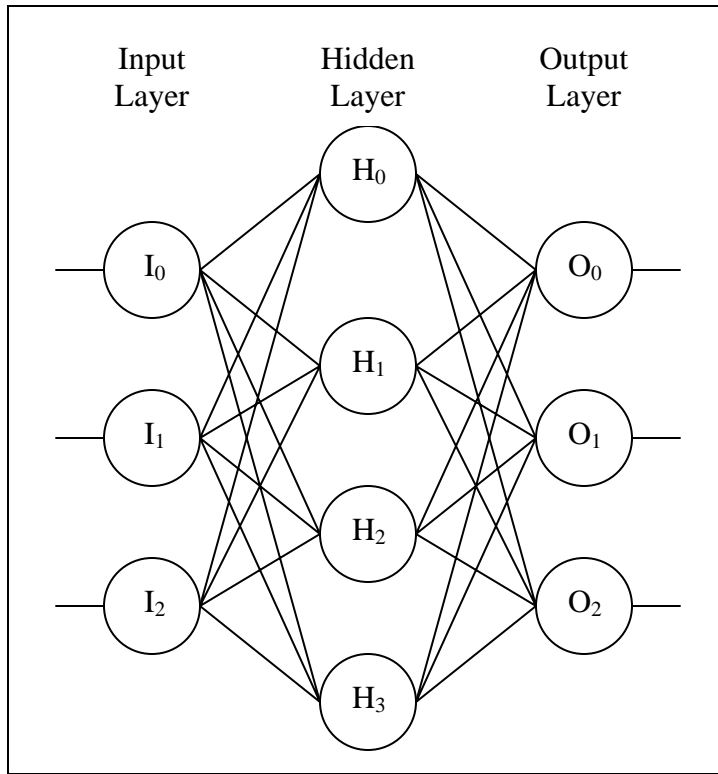 Input Layer
Hidden Layer
Output Layer
H₀
I₀
O₀
H₁
I₁
O₁
H₂
I₂
O₂
H₃